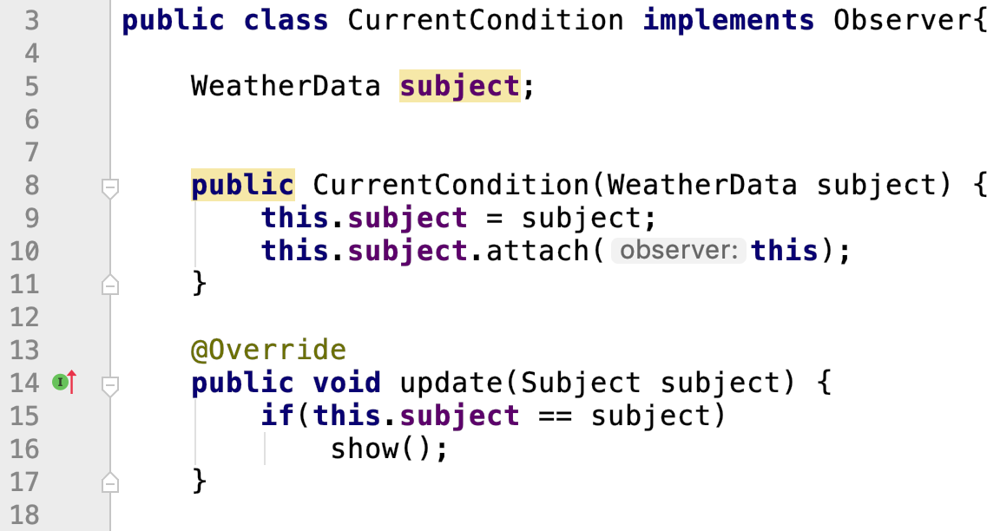 3 public class CurrentCondition implements Observer{
4
5     WeatherData subject;
6
7
8     public CurrentCondition(WeatherData subject) {
9         this.subject = subject;
10         this.subject.attach( observer: this);
11     }
12
13     @Override
14 I     public void update(Subject subject) {
15         if(this.subject == subject)
16             show();
17     }
18